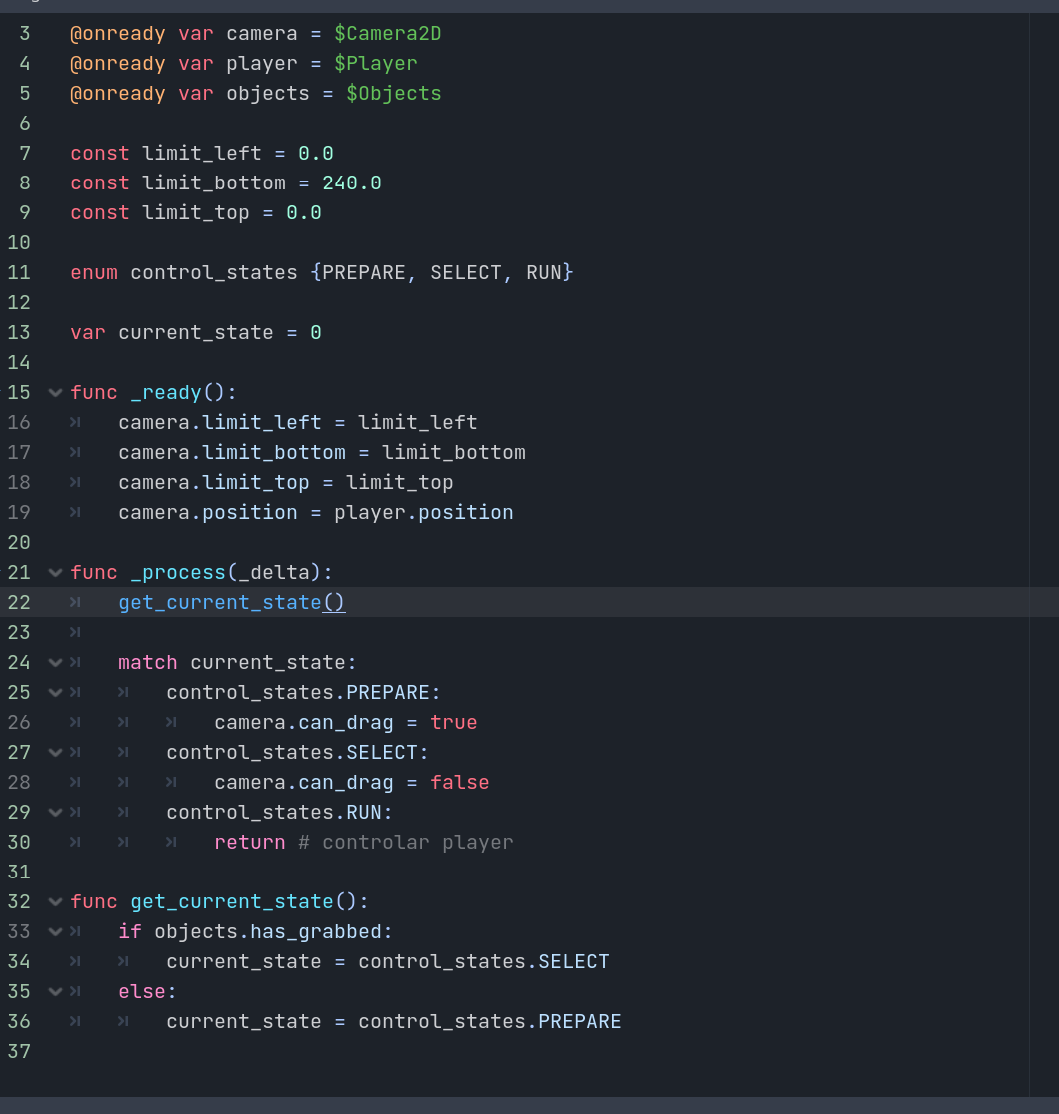 3 @onready var camera = $Camera2D
4 @onready var player = $Player
5 @onready var objects = $Objects
6
7 const limit_left = 0.0
8 const limit_bottom = 240.0
9 const limit_top = 0.0
10
11 enum control_states {PREPARE, SELECT, RUN}
12
13 var current_state = 0
14
15 func _ready():
16 camera.limit_left = limit_left
17 camera.limit_bottom = limit_bottom
18 camera.limit_top = limit_top
19 camera.position = player.position
20
21 func _process(_delta):
22 get_current_state()
23
24 match current_state:
25 control_states.PREPARE:
26 camera.can_drag = true
27 control_states.SELECT:
28 camera.can_drag = false
29 control_states.RUN:
30 return # controlar player
31
32 func get_current_state():
33 if objects.has_grabbed:
34 current_state = control_states.SELECT
35 else:
36 current_state = control_states.PREPARE
37